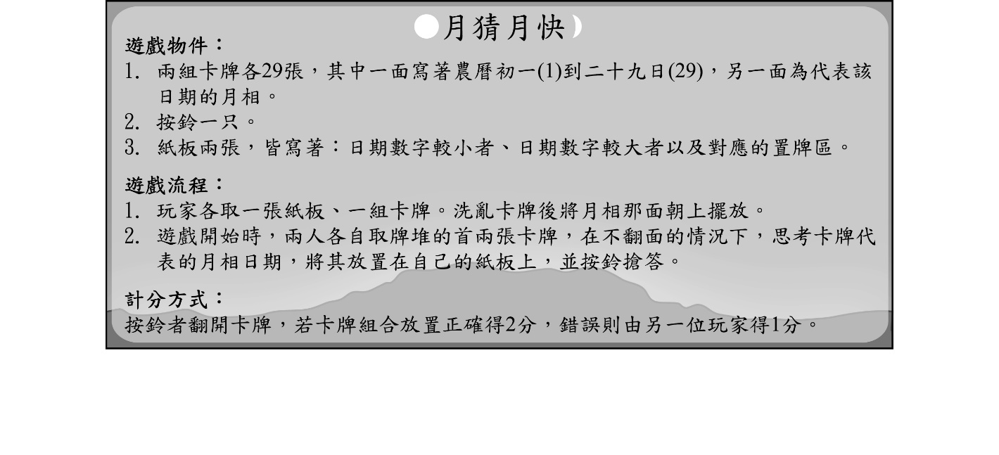 月猜月快
遊戲物件：
1. 兩組卡牌各29張，其中一面寫著農曆初一(1)到二十九日(29)，另一面為代表該
日期的月相。
2. 按鈴一只。
3. 紙板兩張，皆寫著：日期數字較小者、日期數字較大者以及對應的置牌區。
遊戲流程：
1. 玩家各取一張紙板、一組卡牌。洗亂卡牌後將月相那面朝上擺放。
2. 遊戲開始時，兩人各自取牌堆的首兩張卡牌，在不翻面的情況下，思考卡牌代
表的月相日期，將其放置在自己的紙板上，並按鈴搶答。
計分方式：
按鈴者翻開卡牌，若卡牌組合放置正確得2分，錯誤則由另一位玩家得1分。